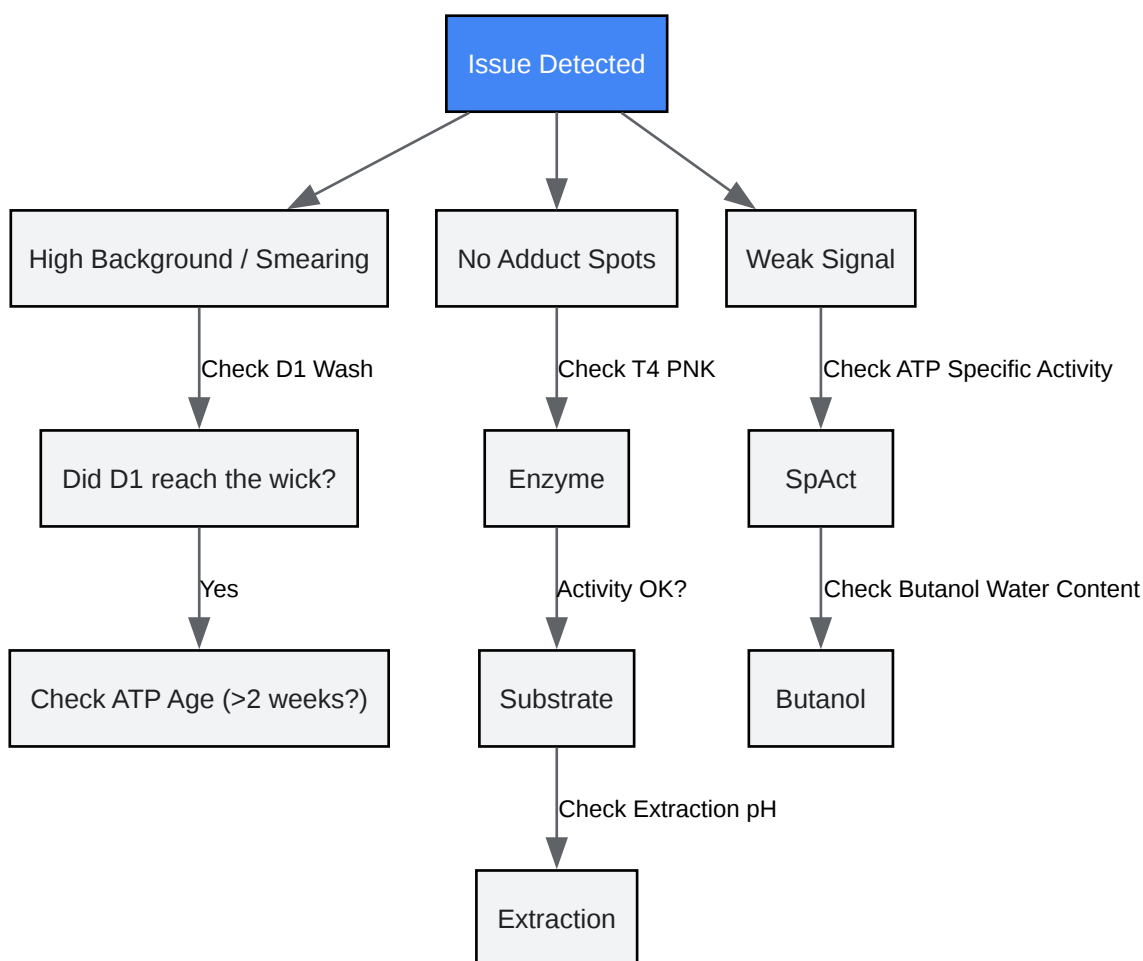 Issue Detected
High Background / Smearing
No Adduct Spots
Weak Signal
Check D1 Wash
Check T4 PNK
Check ATP Specific Activity
Did D1 reach the wick?
Enzyme
SpAct
Yes
Activity OK?
Check Butanol Water Content
Check ATP Age (>2 weeks?)
Substrate
Butanol
Check Extraction pH
Extraction